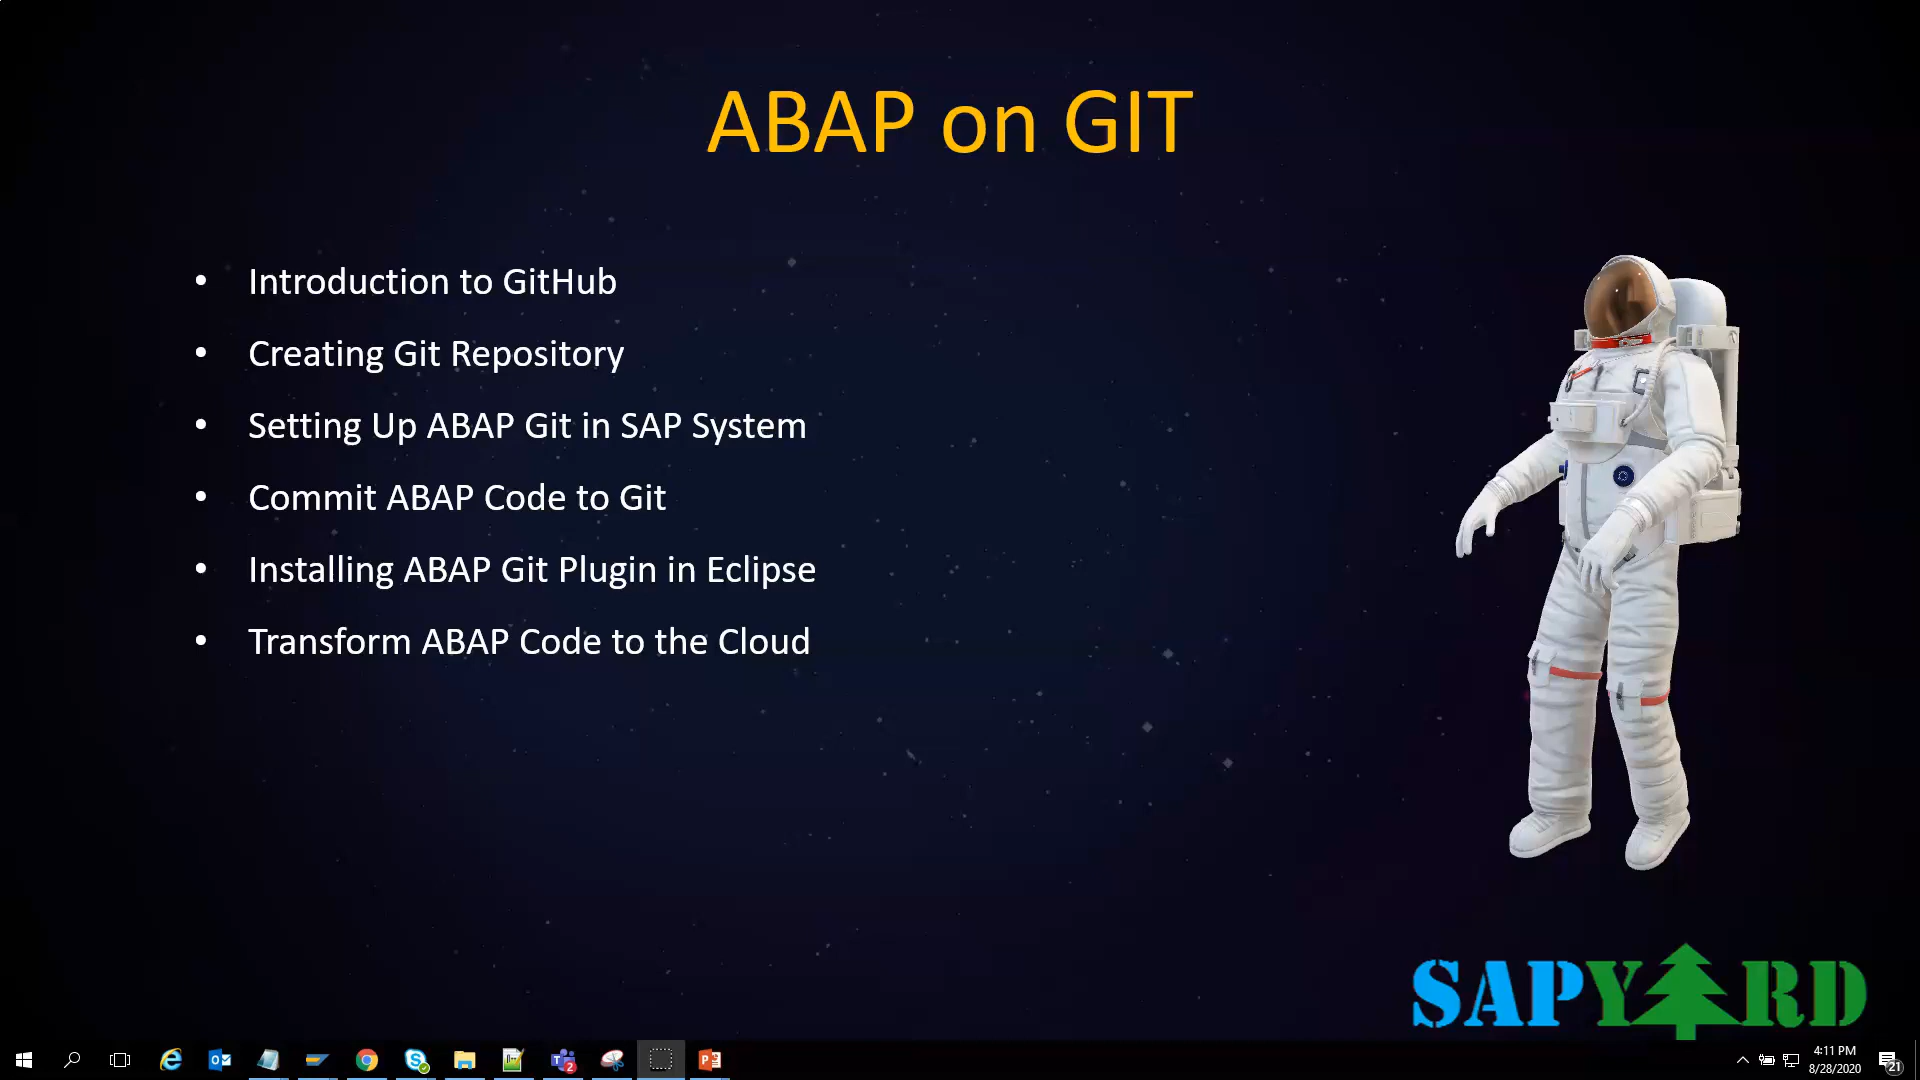 ABAP on GIT
• Introduction to GitHub
• Creating Git Repository
• Setting Up ABAP Git in SAP System
• Commit ABAP Code to Git
• Installing ABAP Git Plugin in Eclipse
• Transform ABAP Code to the Cloud
SAPYARD
4:11 PM
8/28/2020
2
21